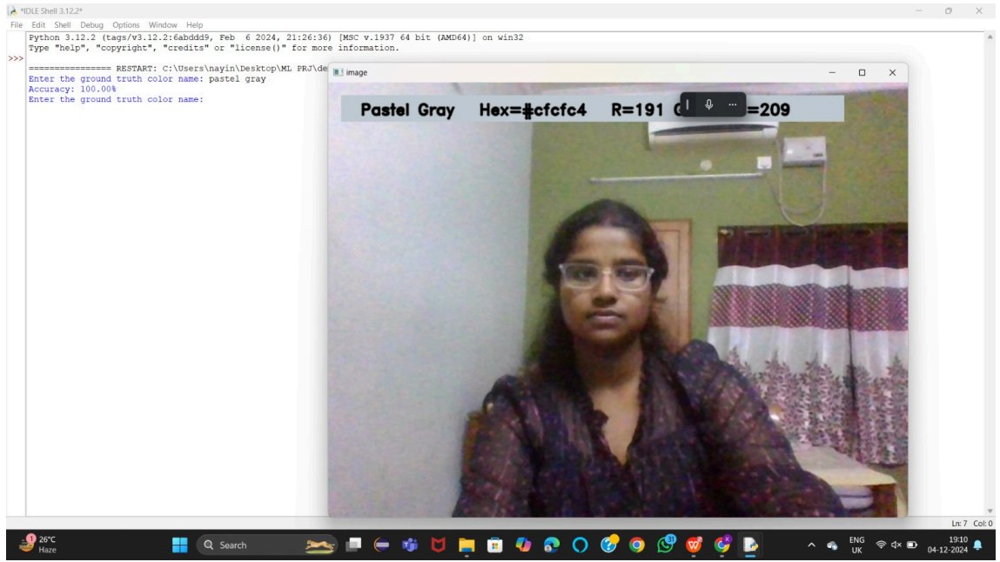 *IDLE Shell 3.12.2*
File Edit Shell Debug Options Window Help
Python 3.12.2 (tags/v3.12.2:6abddd9, Feb 6 2024, 21:26:36) [MSC v.1937 64 bit (AMD64)] on win32
Type "help", "copyright", "credits" or "license()" for more information.
>>>
================ RESTART: C:\Users\nayin\Desktop\ML PRJ\de
Enter the ground truth color name: pastel gray
Accuracy: 100.00%
Enter the ground truth color name:
image
Pastel Gray Hex=#cfcfc4 R=191 =209
Ln: 7 Col: 0
1
26°C
Haze
Search
31
ENG
UK
19:10
04-12-2024